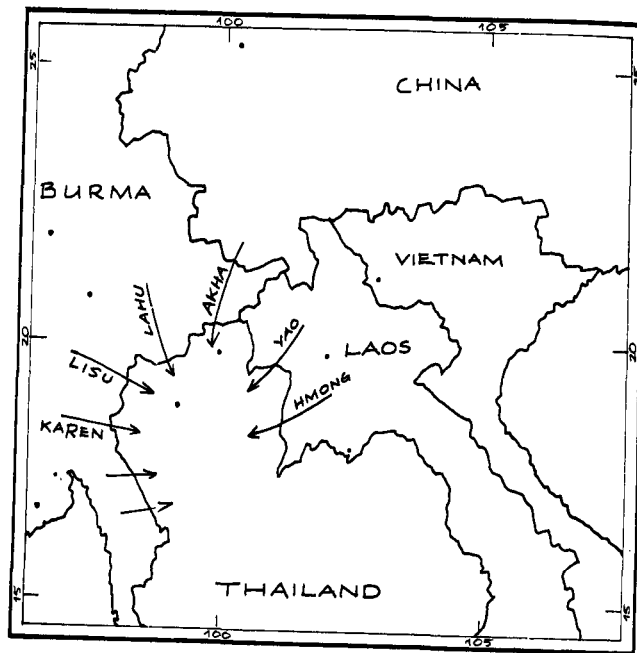 100 105
25 25
CHINA
BURMA
VIETNAM
AKHA
LAHU
20 YAO LAOS 20
LISU
HMONG
KAREN
THAILAND
15 15
100 105